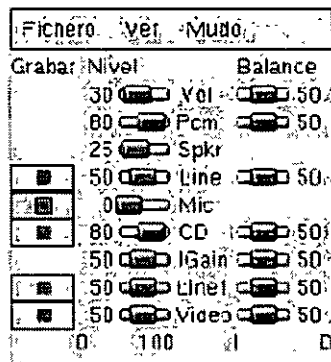 Fichero Ver Mudo
Grabar Nivel Balance
30 Vol 50
80 Pcm 50
25 Spkr
50 Line 50
0 Mic
80 CD 50
50 IGain 50
50 Line1 50
50 Video 50
0 100 I D